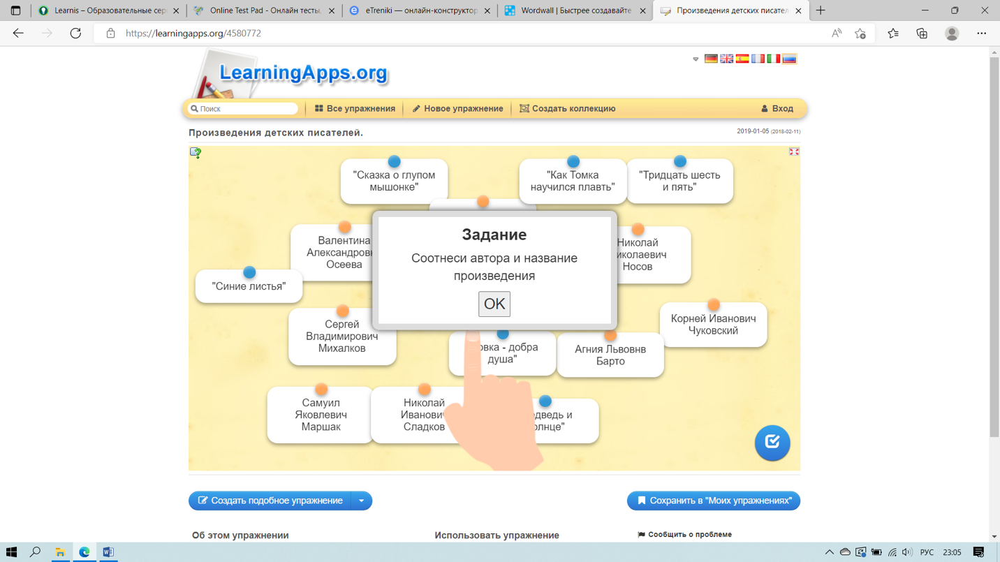 Learnis – Образовательные сер
Online Test Pad - Онлайн тесты,
eTreniki — онлайн-конструктор
Wordwall | Быстрее создавайте
Произведения детских писател
https://learningapps.org/4580772
LearningApps.org
Поиск
Все упражнения
Новое упражнение
Создать коллекцию
Вход
Произведения детских писателей.
2019-01-05 (2018-02-11)
"Сказка о глупом
мышонке"
"Как Томка
научился плавть"
"Тридцать шесть
и пять"
Валентина
Александровн
Осеева
Задание
Соотнеси автора и название
произведения
OK
Николай
иколаевич
Носов
"Синие листья"
Сергей
Владимирович
Михалков
овка - добра
душа"
Агния Львовнв
Барто
Корней Иванович
Чуковский
Самуил
Яковлевич
Маршак
Николай
Иванович
Сладков
едведь и
олнце"
Создать подобное упражнение
Сохранить в "Моих упражнениях"
Об этом упражнении
Использовать упражнение
Сообщить о проблеме
РУС
23:05